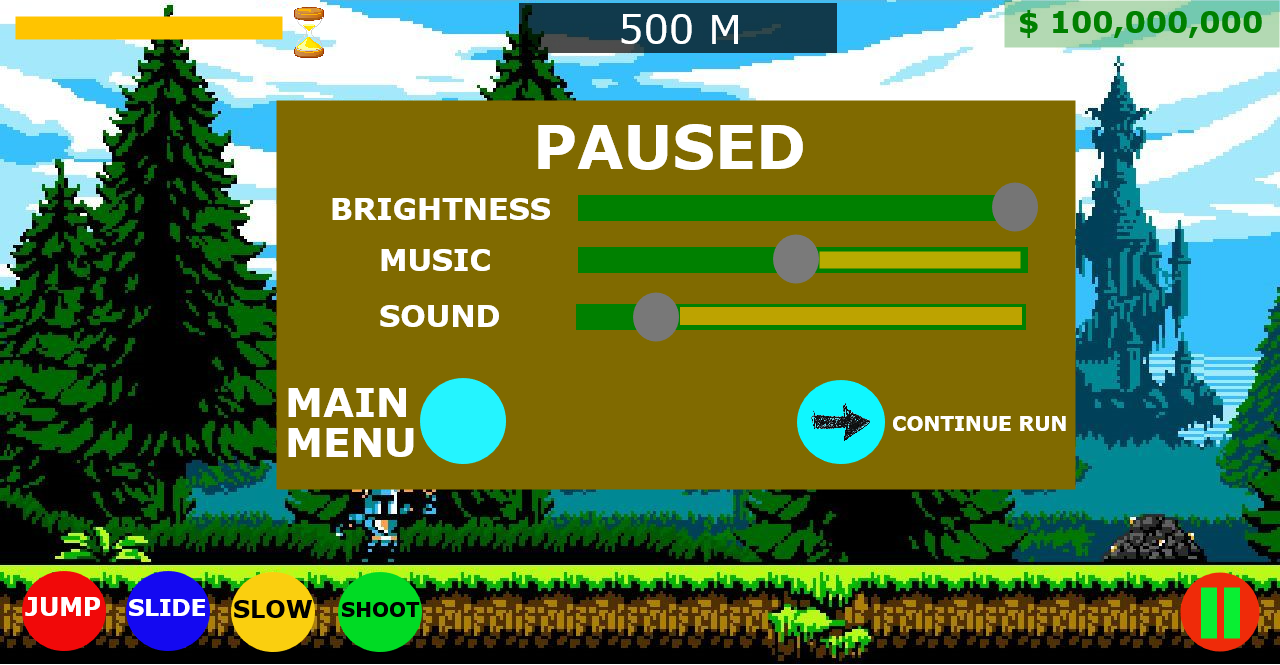 500 M
$ 100,000,000
PAUSED
BRIGHTNESS
MUSIC
SOUND
MAIN
MENU
CONTINUE RUN
JUMP
SLIDE
SLOW
SHOOT